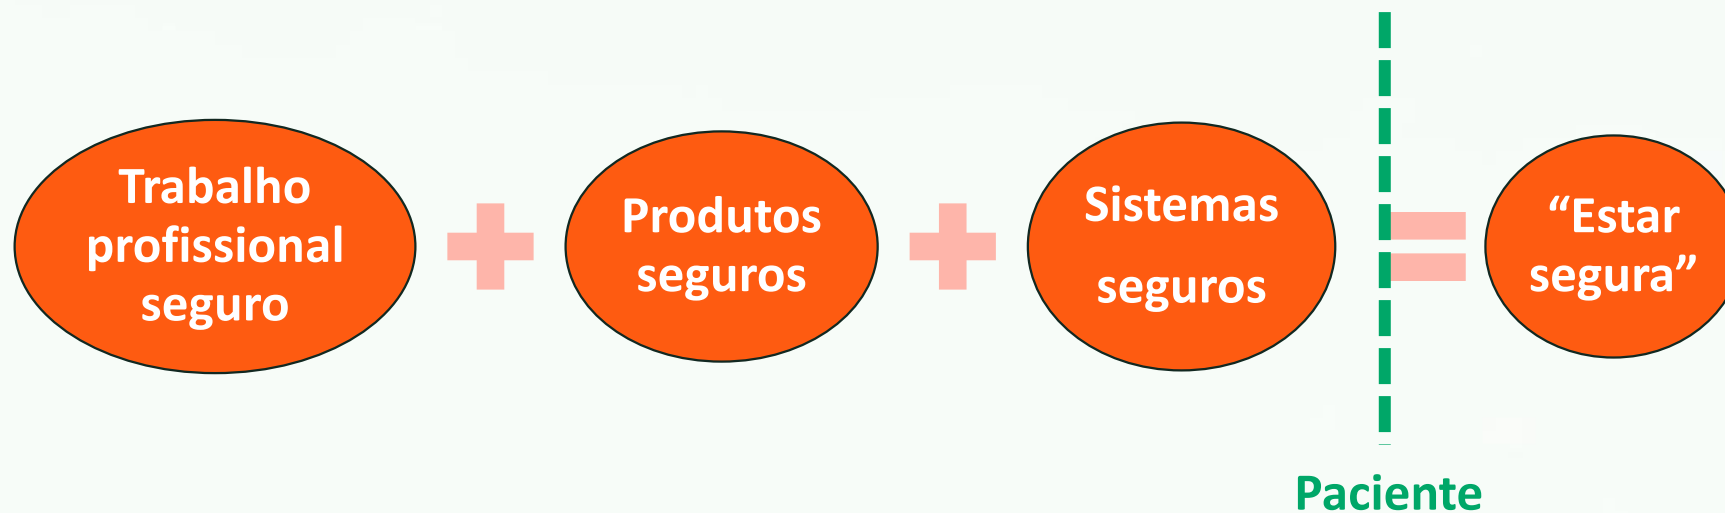 Trabalho
profissional
seguro
Produtos
seguros
Sistemas
seguros
“Estar
segura”
Paciente